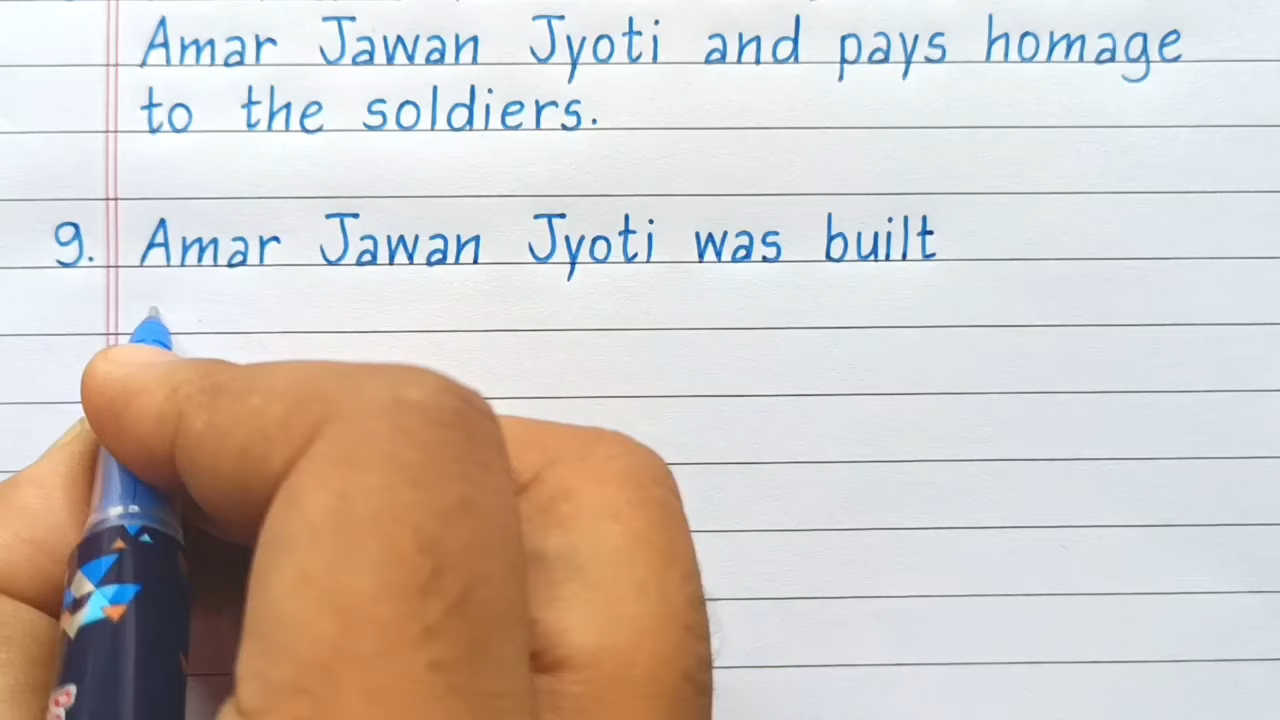 Amar Jawan Jyoti and pays homage
to the soldiers.
9. Amar Jawan Jyoti was built